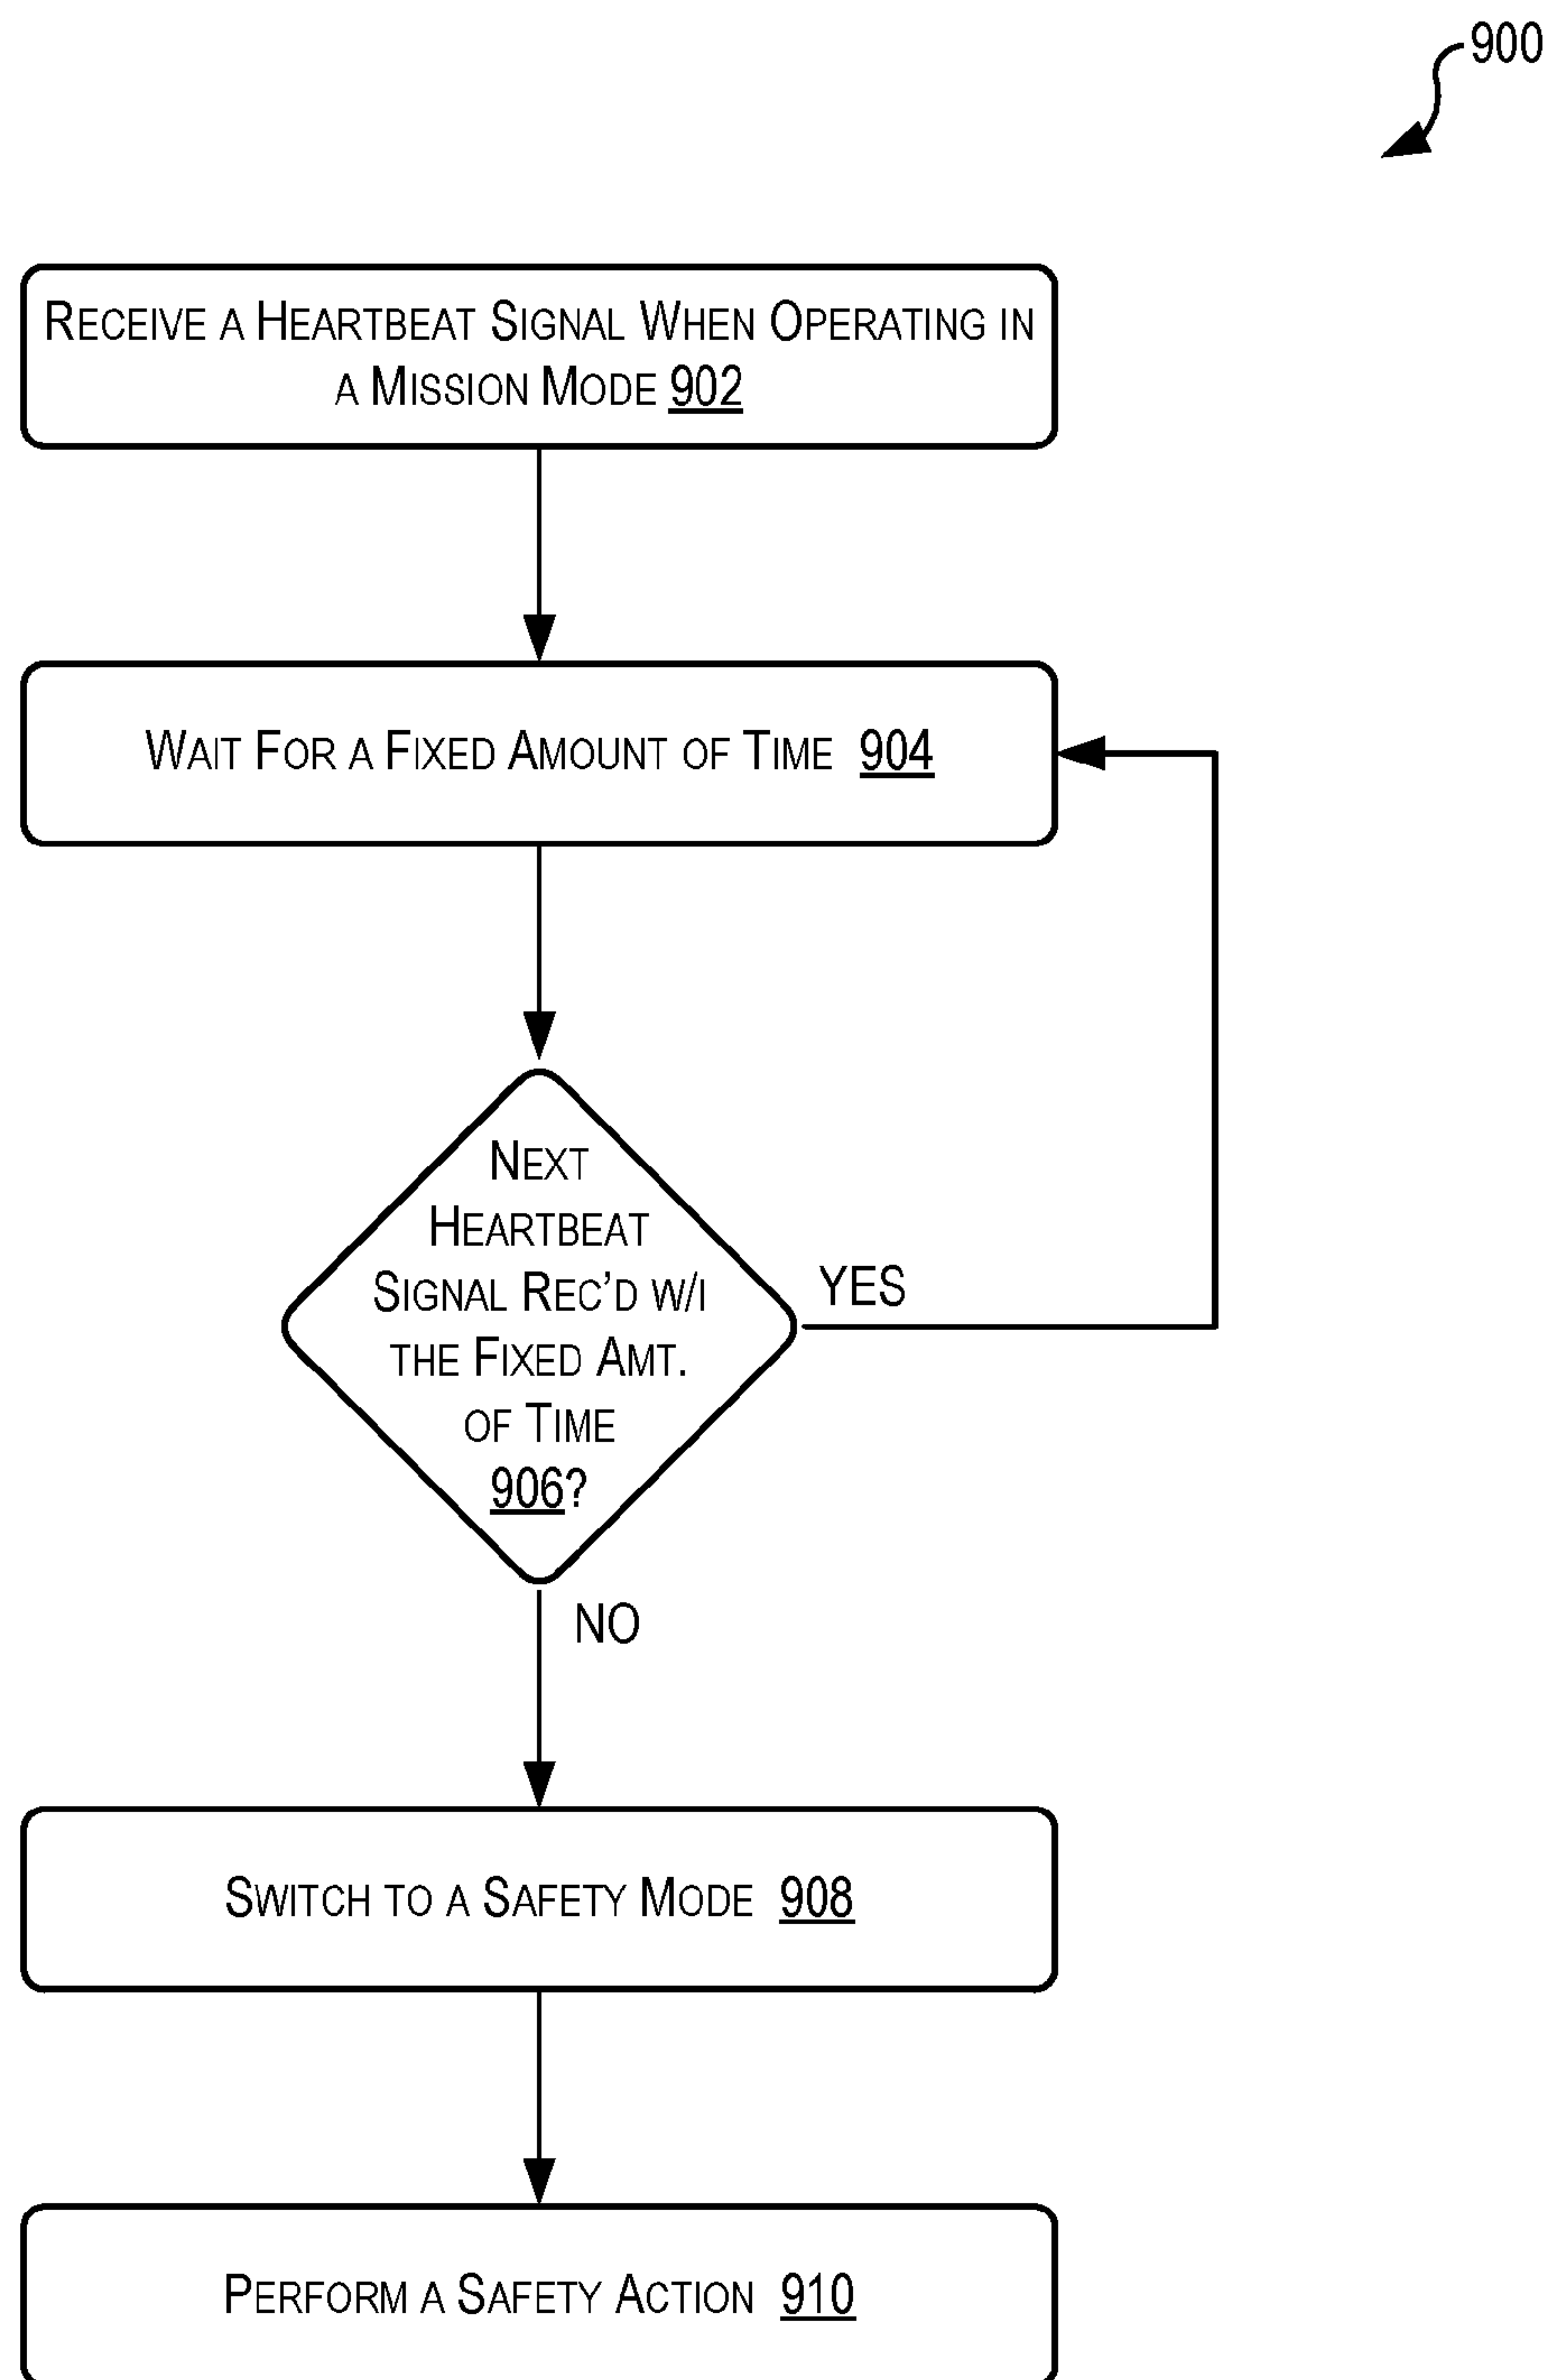 900
RECEIVE A HEARTBEAT SIGNAL WHEN OPERATING IN
A MISSION MODE 902
WAIT FOR A FIXED AMOUNT OF TIME 904
NEXT
HEARTBEAT
SIGNAL REC'D W/I
THE FIXED AMT.
OF TIME
906?
YES
NO
SWITCH TO A SAFETY MODE 908
PERFORM A SAFETY ACTION 910